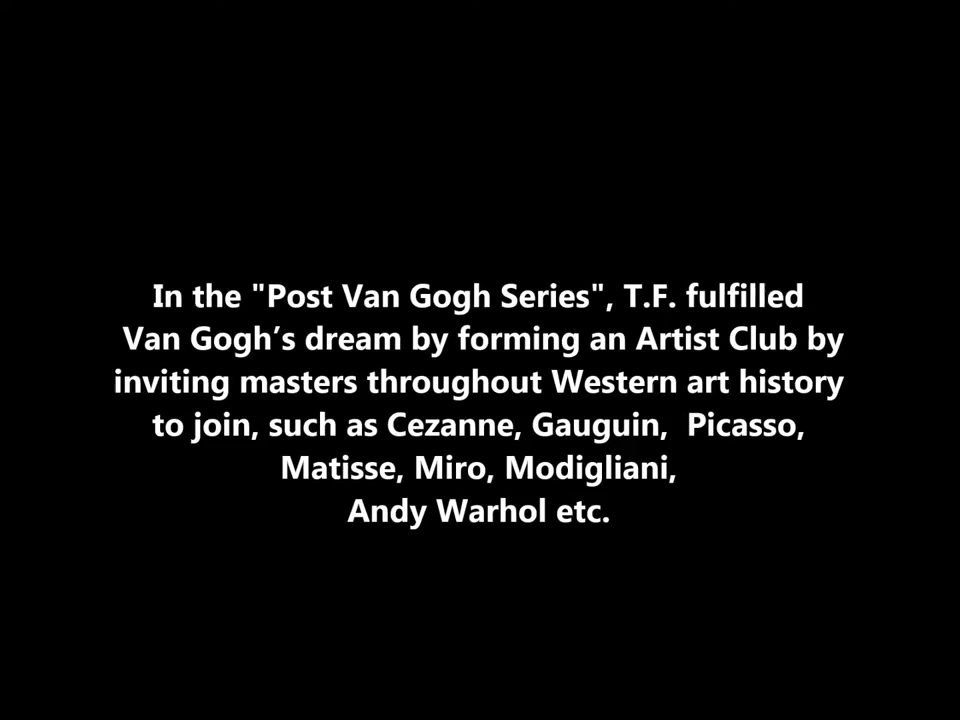 In the "Post Van Gogh Series", T.F. fulfilled
Van Gogh’s dream by forming an Artist Club by
inviting masters throughout Western art history
to join, such as Cezanne, Gauguin,  Picasso,
Matisse, Miro, Modigliani,
Andy Warhol etc.